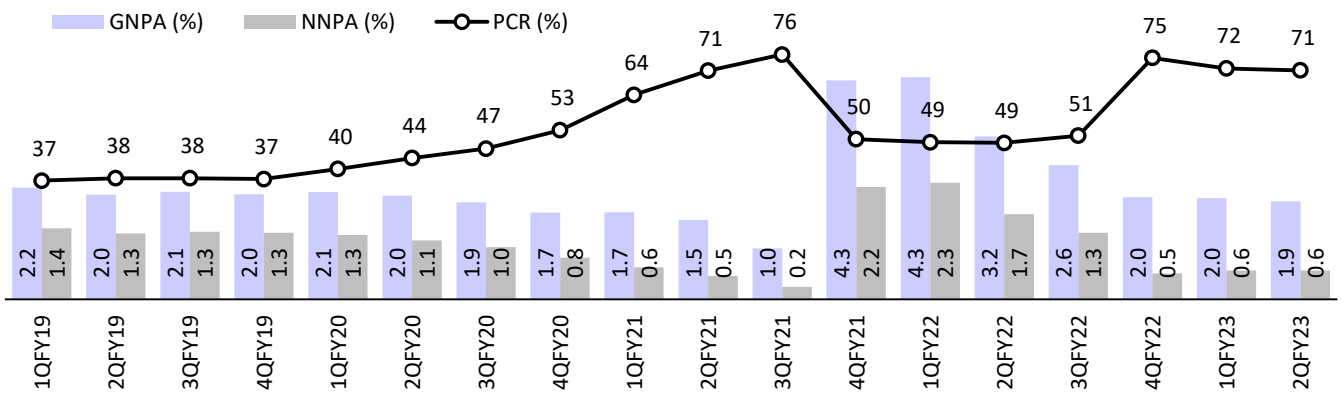 GNPA (%) NNPA (%) PCR (%)
37 38 38 37 40 44 47 53 64 71 76 50 49 49 51 75 72 71
2.2 1.4 2.0 1.3 2.1 1.3 2.0 1.3 2.1 1.3 2.0 1.1 1.9 1.0 1.7 0.8 1.7 0.6 1.5 0.5 1.0 0.2 4.3 2.2 4.3 2.3 3.2 1.7 2.6 1.3 2.0 0.5 2.0 0.6 1.9 0.6
1QFY19 2QFY19 3QFY19 4QFY19 1QFY20 2QFY20 3QFY20 4QFY20 1QFY21 2QFY21 3QFY21 4QFY21 1QFY22 2QFY22 3QFY22 4QFY22 1QFY23 2QFY23